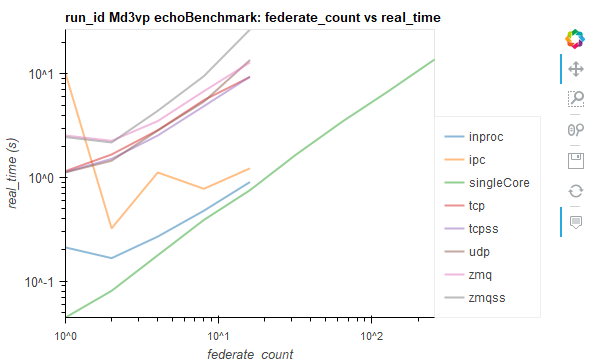 run_id Md3vp echoBenchmark: federate_count vs real_time
real_time (s)
10^1
10^0
10^-1
10^0
10^1
10^2
federate_count
inproc
ipc
singleCore
tcp
tcpss
udp
zmq
zmqss